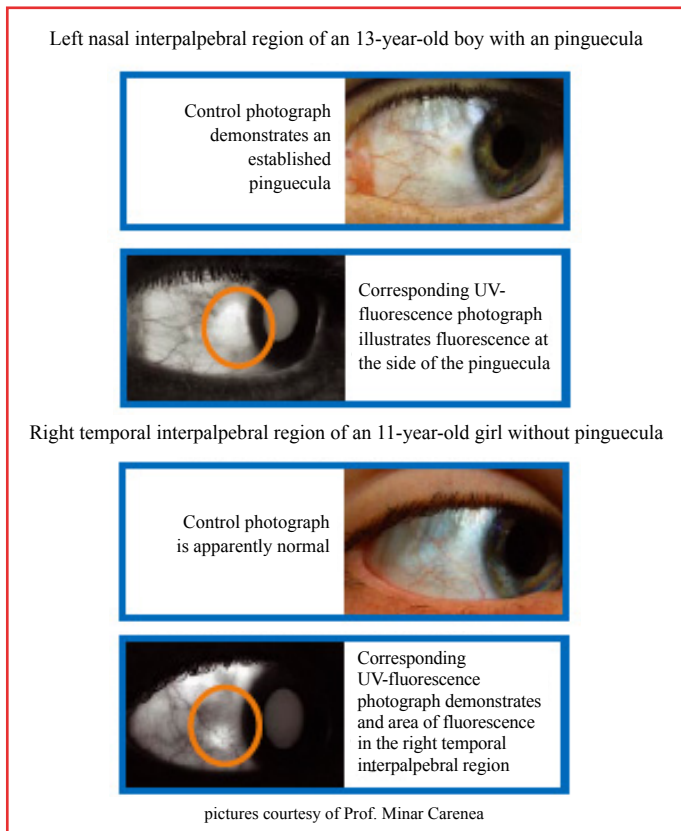 Left nasal interpalpebral region of an 13-year-old boy with an pinguecula
Control photograph
demonstrates an
established
pinguecula
Corresponding UV-
fluorescence photograph
illustrates fluorescence at
the side of the pinguecula
Right temporal interpalpebral region of an 11-year-old girl without pinguecula
Control photograph
is apparently normal
Corresponding
UV-fluorescence
photograph demonstrates
and area of fluorescence
in the right temporal
interpalpebral region
pictures courtesy of Prof. Minar Carenea